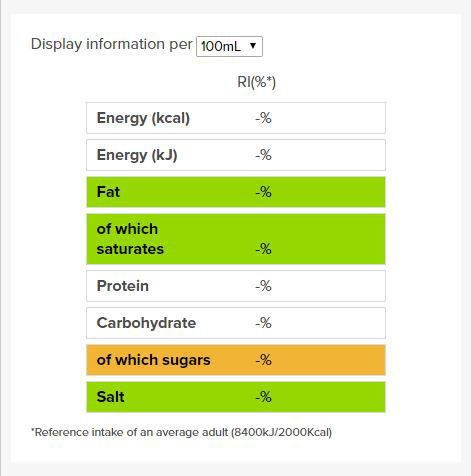 Display information per 100mL ▼
RI(%*)
Energy (kcal) -%
Energy (kJ) -%
Fat -%
of which
saturates -%
Protein -%
Carbohydrate -%
of which sugars -%
Salt -%
*Reference intake of an average adult (8400kJ/2000Kcal)